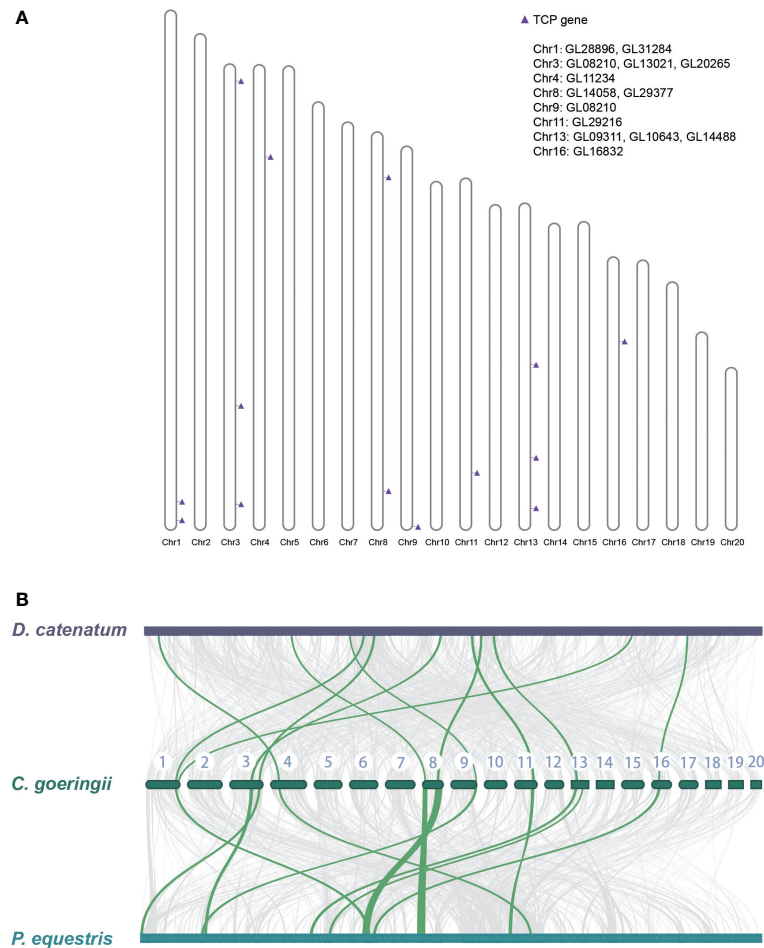 A
TCP gene
Chr1: GL28896, GL31284
Chr3: GL08210, GL13021, GL20265
Chr4: GL11234
Chr8: GL14058, GL29377
Chr9: GL08210
Chr11: GL29216
Chr13: GL09311, GL10643, GL14488
Chr16: GL16832
Chr1 Chr2 Chr3 Chr4 Chr5 Chr6 Chr7 Chr8 Chr9 Chr10 Chr11 Chr12 Chr13 Chr14 Chr15 Chr16 Chr17 Chr18 Chr19 Chr20
B
D. catenatum
1 2 3 4 5 6 7 8 9 10 11 12 13 14 15 16 17 18 19 20
C. goeringii
P. equestris